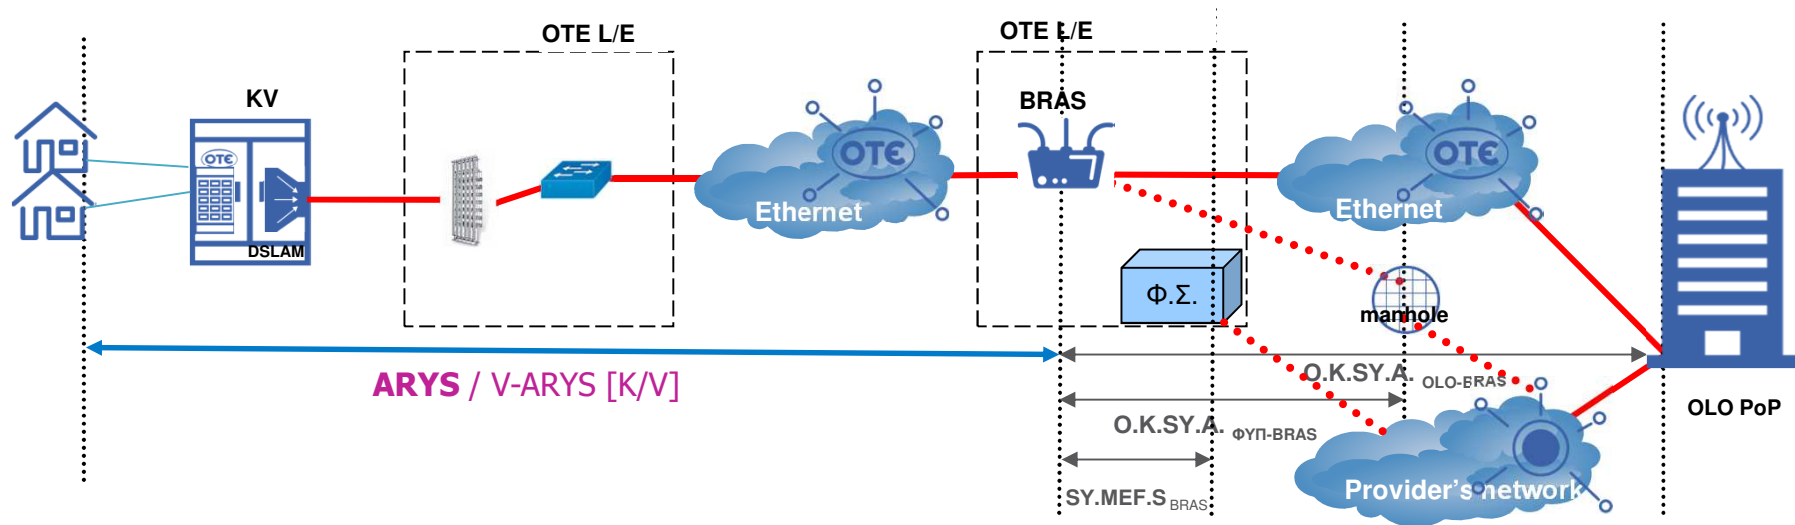 OTE L/E
OTE L/E
KV
BRAS
OTE
OTE
OTE
Ethernet
Ethernet
DSLAM
Φ.Σ.
manhole
ARYS / V-ARYS [K/V]
O.K.SY.A. OLO-BRAS
OLO PoP
O.K.SY.A. ΦΥΠ-BRAS
Provider's network
SY.MEF.S BRAS